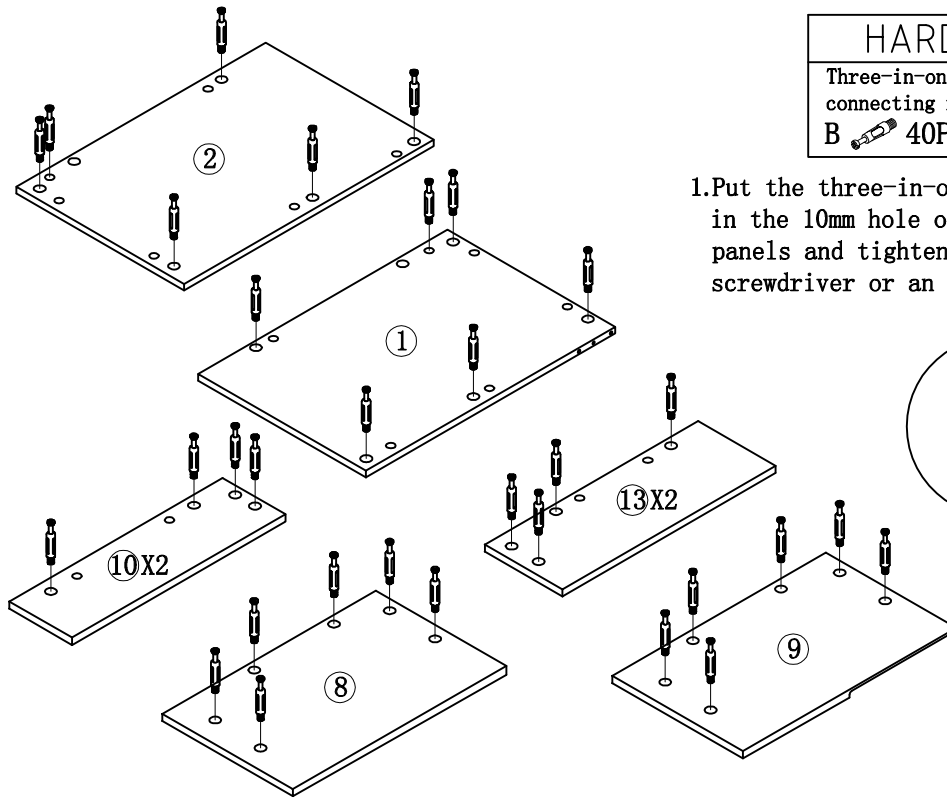 HARD
Three-in-on
connecting
B 40P
1.Put the three-in-o
in the 10mm hole o
panels and tighten
screwdriver or an
②
①
⑬X2
⑩X2
⑧
⑨